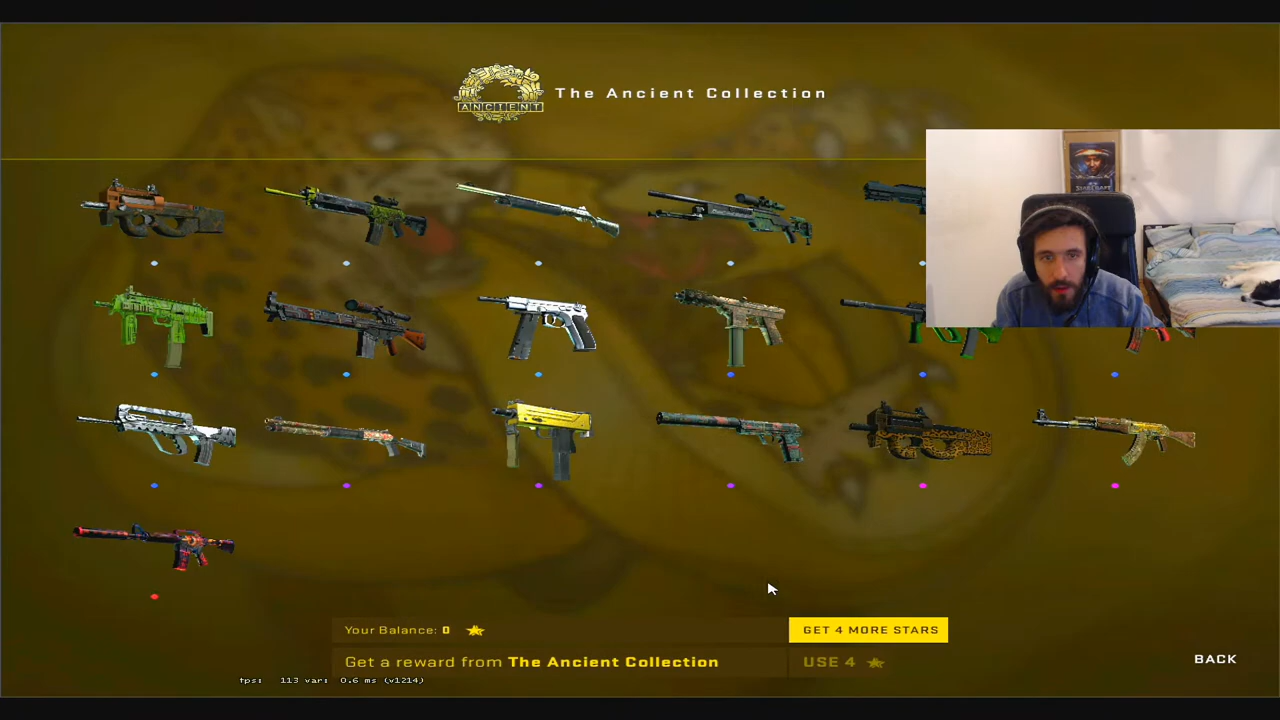 The Ancient Collection
ANCIENT
STARCRAFT
Your Balance: 0
GET 4 MORE STARS
Get a reward from The Ancient Collection
USE 4
BACK
fps: 113 var: 0.6 ms (v1214)